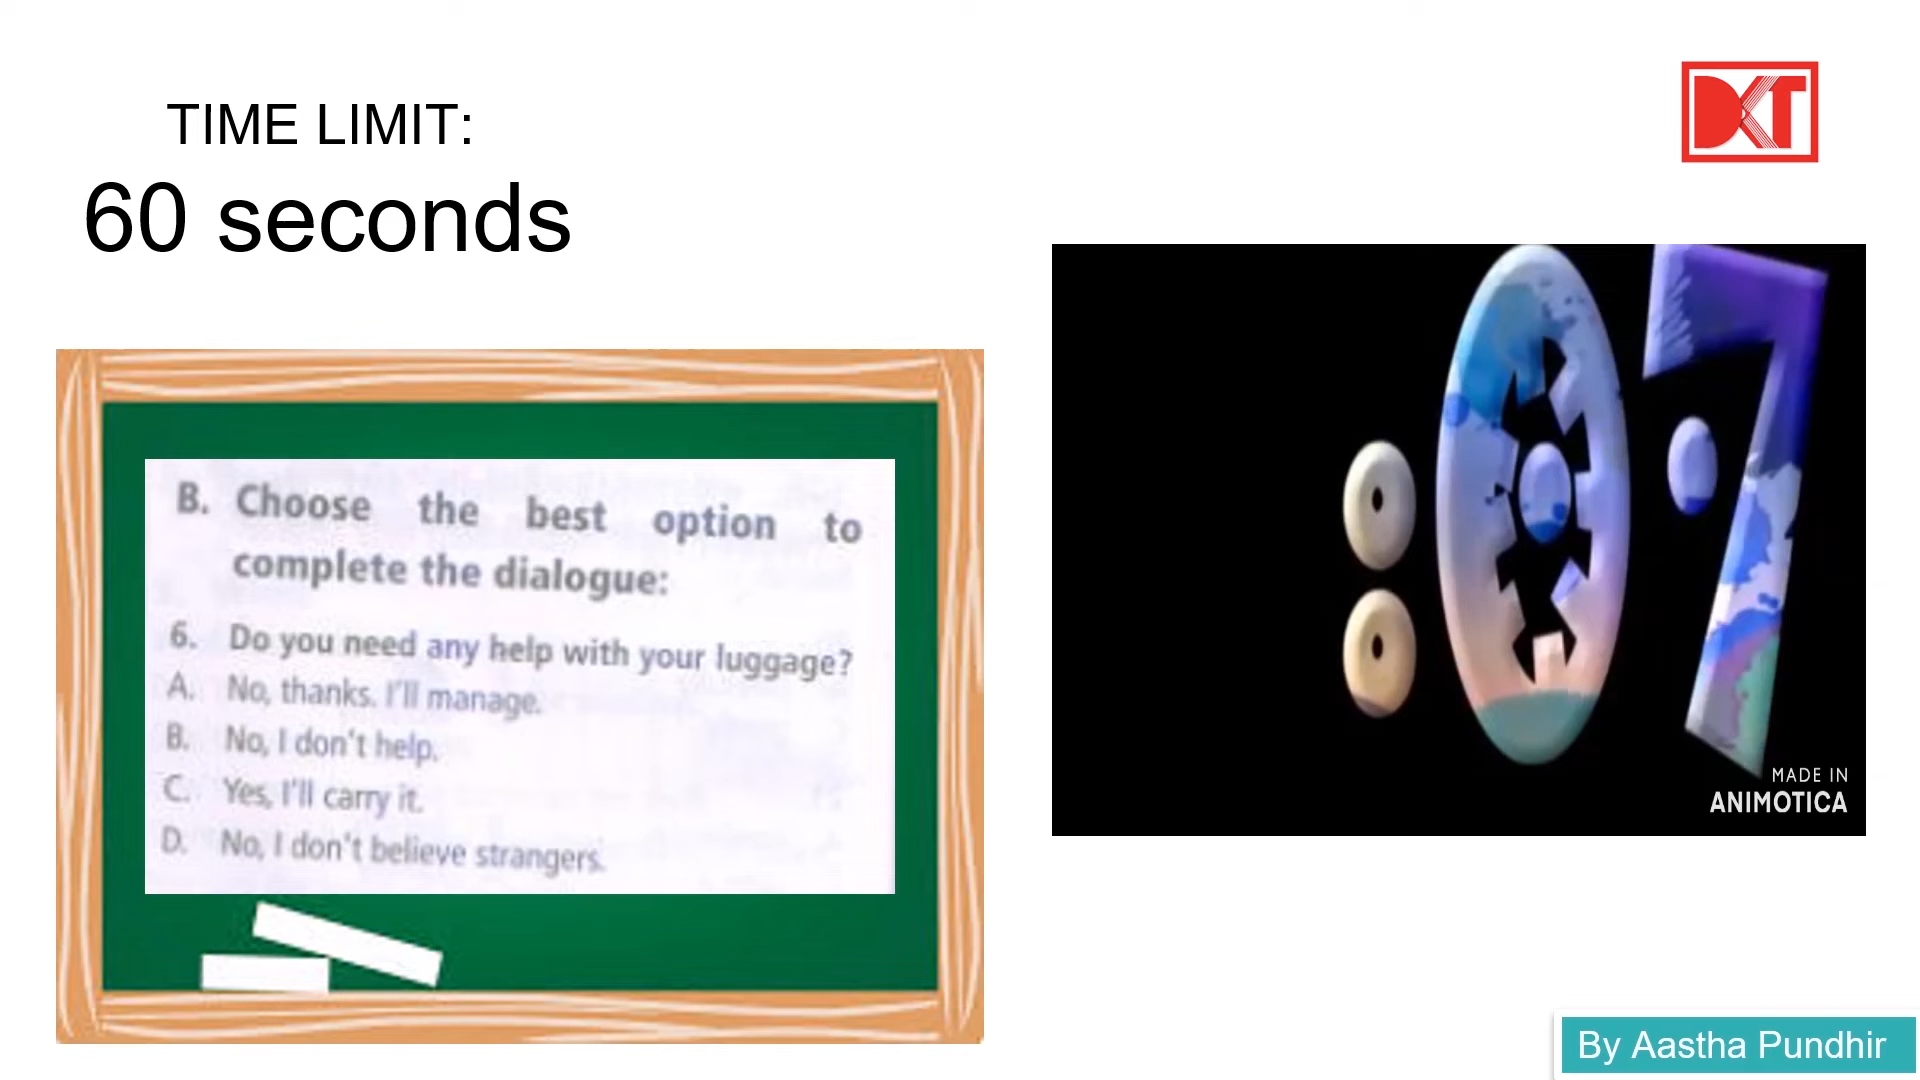 TIME LIMIT:
60 seconds
DKT
B. Choose the best option to
complete the dialogue:
6. Do you need any help with your luggage?
A. No, thanks. I'll manage.
B. No, I don't help.
C. Yes, I'll carry it.
D. No, I don't believe strangers.
:07
MADE IN
ANIMOTICA
By Aastha Pundhir